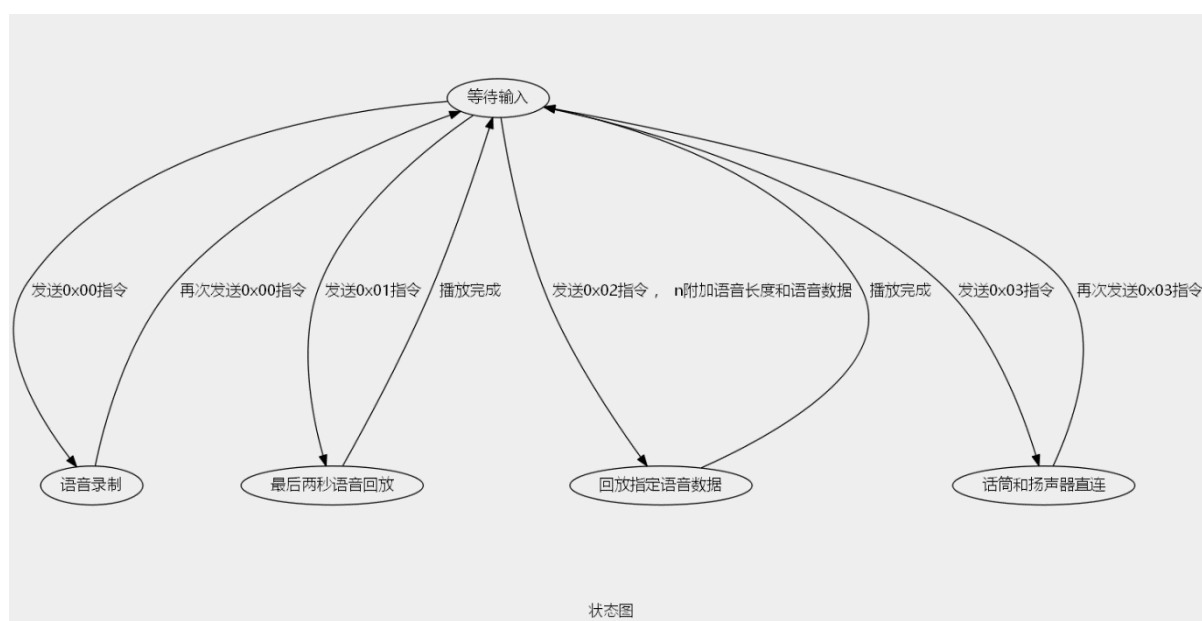 等待输入
发送0x00指令
再次发送0x00指令
发送0x01指令
播放完成
发送0x02指令， n附加语音长度和语音数据
播放完成
发送0x03指令
再次发送0x03指令
语音录制
最后两秒语音回放
回放指定语音数据
话筒和扬声器直连
状态图